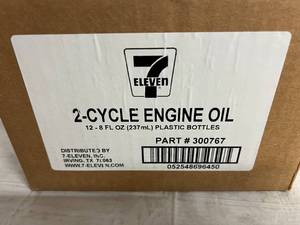 7
ELEVEN
2-CYCLE ENGINE OIL
12 - 8 FL OZ (237mL) PLASTIC BOTTLES
PART # 300767
DISTRIBUTED BY
7-ELEVEN, INC.
IRVING, TX 75063
WWW.7-ELEVEN.COM
052548696450